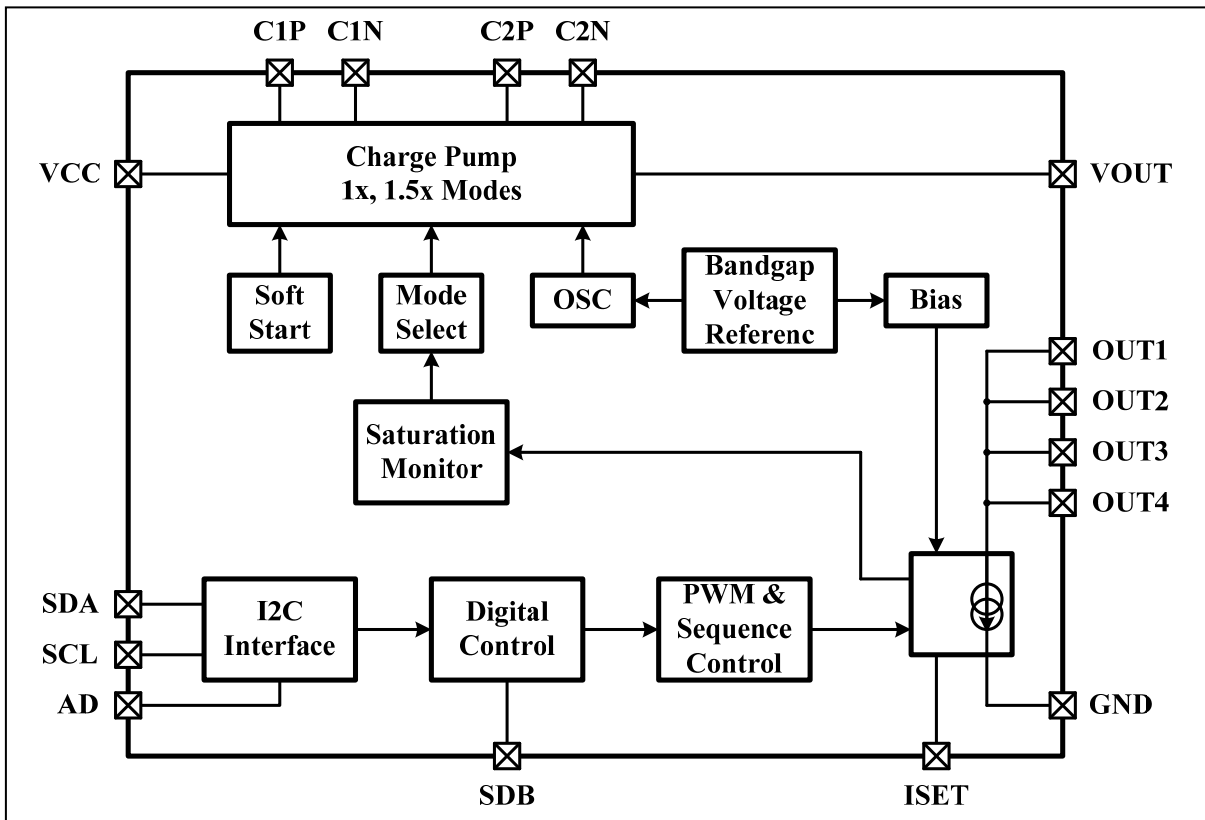 C1P C1N C2P C2N
VCC
Charge Pump
1x, 1.5x Modes
VOUT
Soft
Start
Mode
Select
OSC
Bandgap
Voltage
Referenc
Bias
OUT1
OUT2
OUT3
OUT4
Saturation
Monitor
SDA
SCL
AD
I2C
Interface
Digital
Control
PWM &
Sequence
Control
GND
SDB
ISET